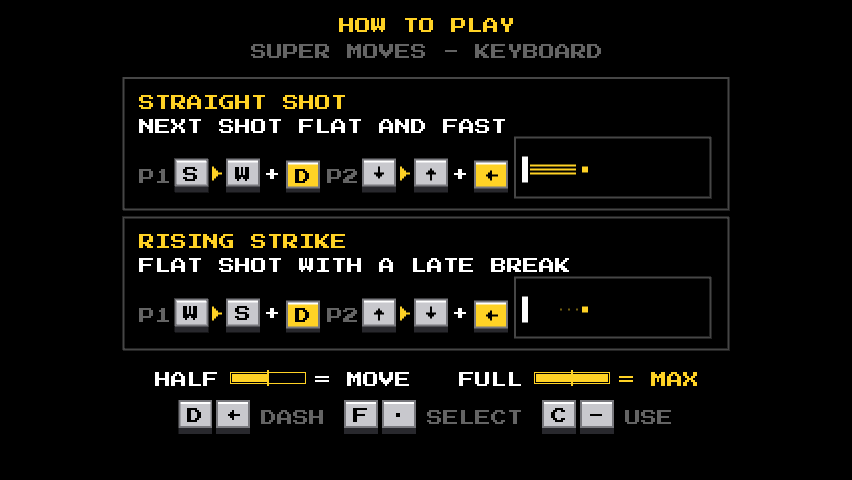 HOW TO PLAY
SUPER MOVES - KEYBOARD
STRAIGHT SHOT
NEXT SHOT FLAT AND FAST
P1 S ▶ W + D P2 ↓ ▶ ↑ + ←
RISING STRIKE
FLAT SHOT WITH A LATE BREAK
P1 W ▶ S + D P2 ↑ ▶ ↓ + ←
HALF = MOVE FULL = MAX
D ← DASH F . SELECT C - USE